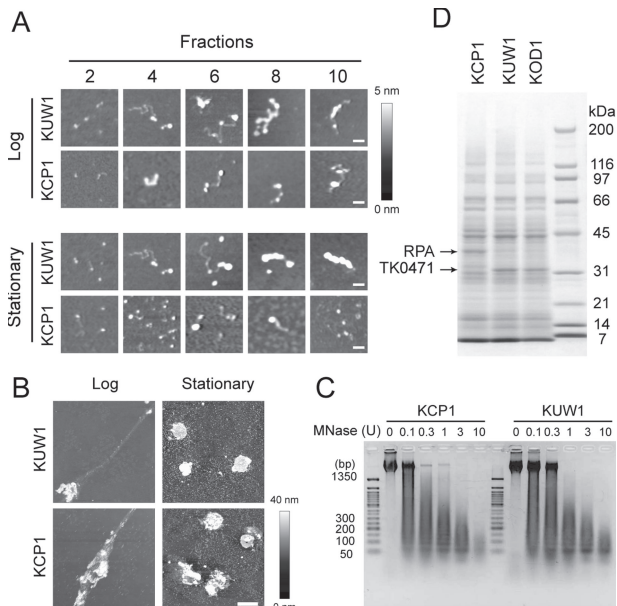 A
Fractions
2 4 6 8 10
Log
KUW1
KCP1
5 nm
0 nm
Stationary
KUW1
KCP1
B
Log Stationary
KUW1
KCP1
40 nm
0 nm
C
KCP1 KUW1
MNase (U) 0 0.1 0.3 1 3 10 0 0.1 0.3 1 3 10
(bp)
1350
300
200
100
50
D
KCP1
KUW1
KOD1
kDa
200
116
97
66
45
RPA
TK0471
31
21
14
7